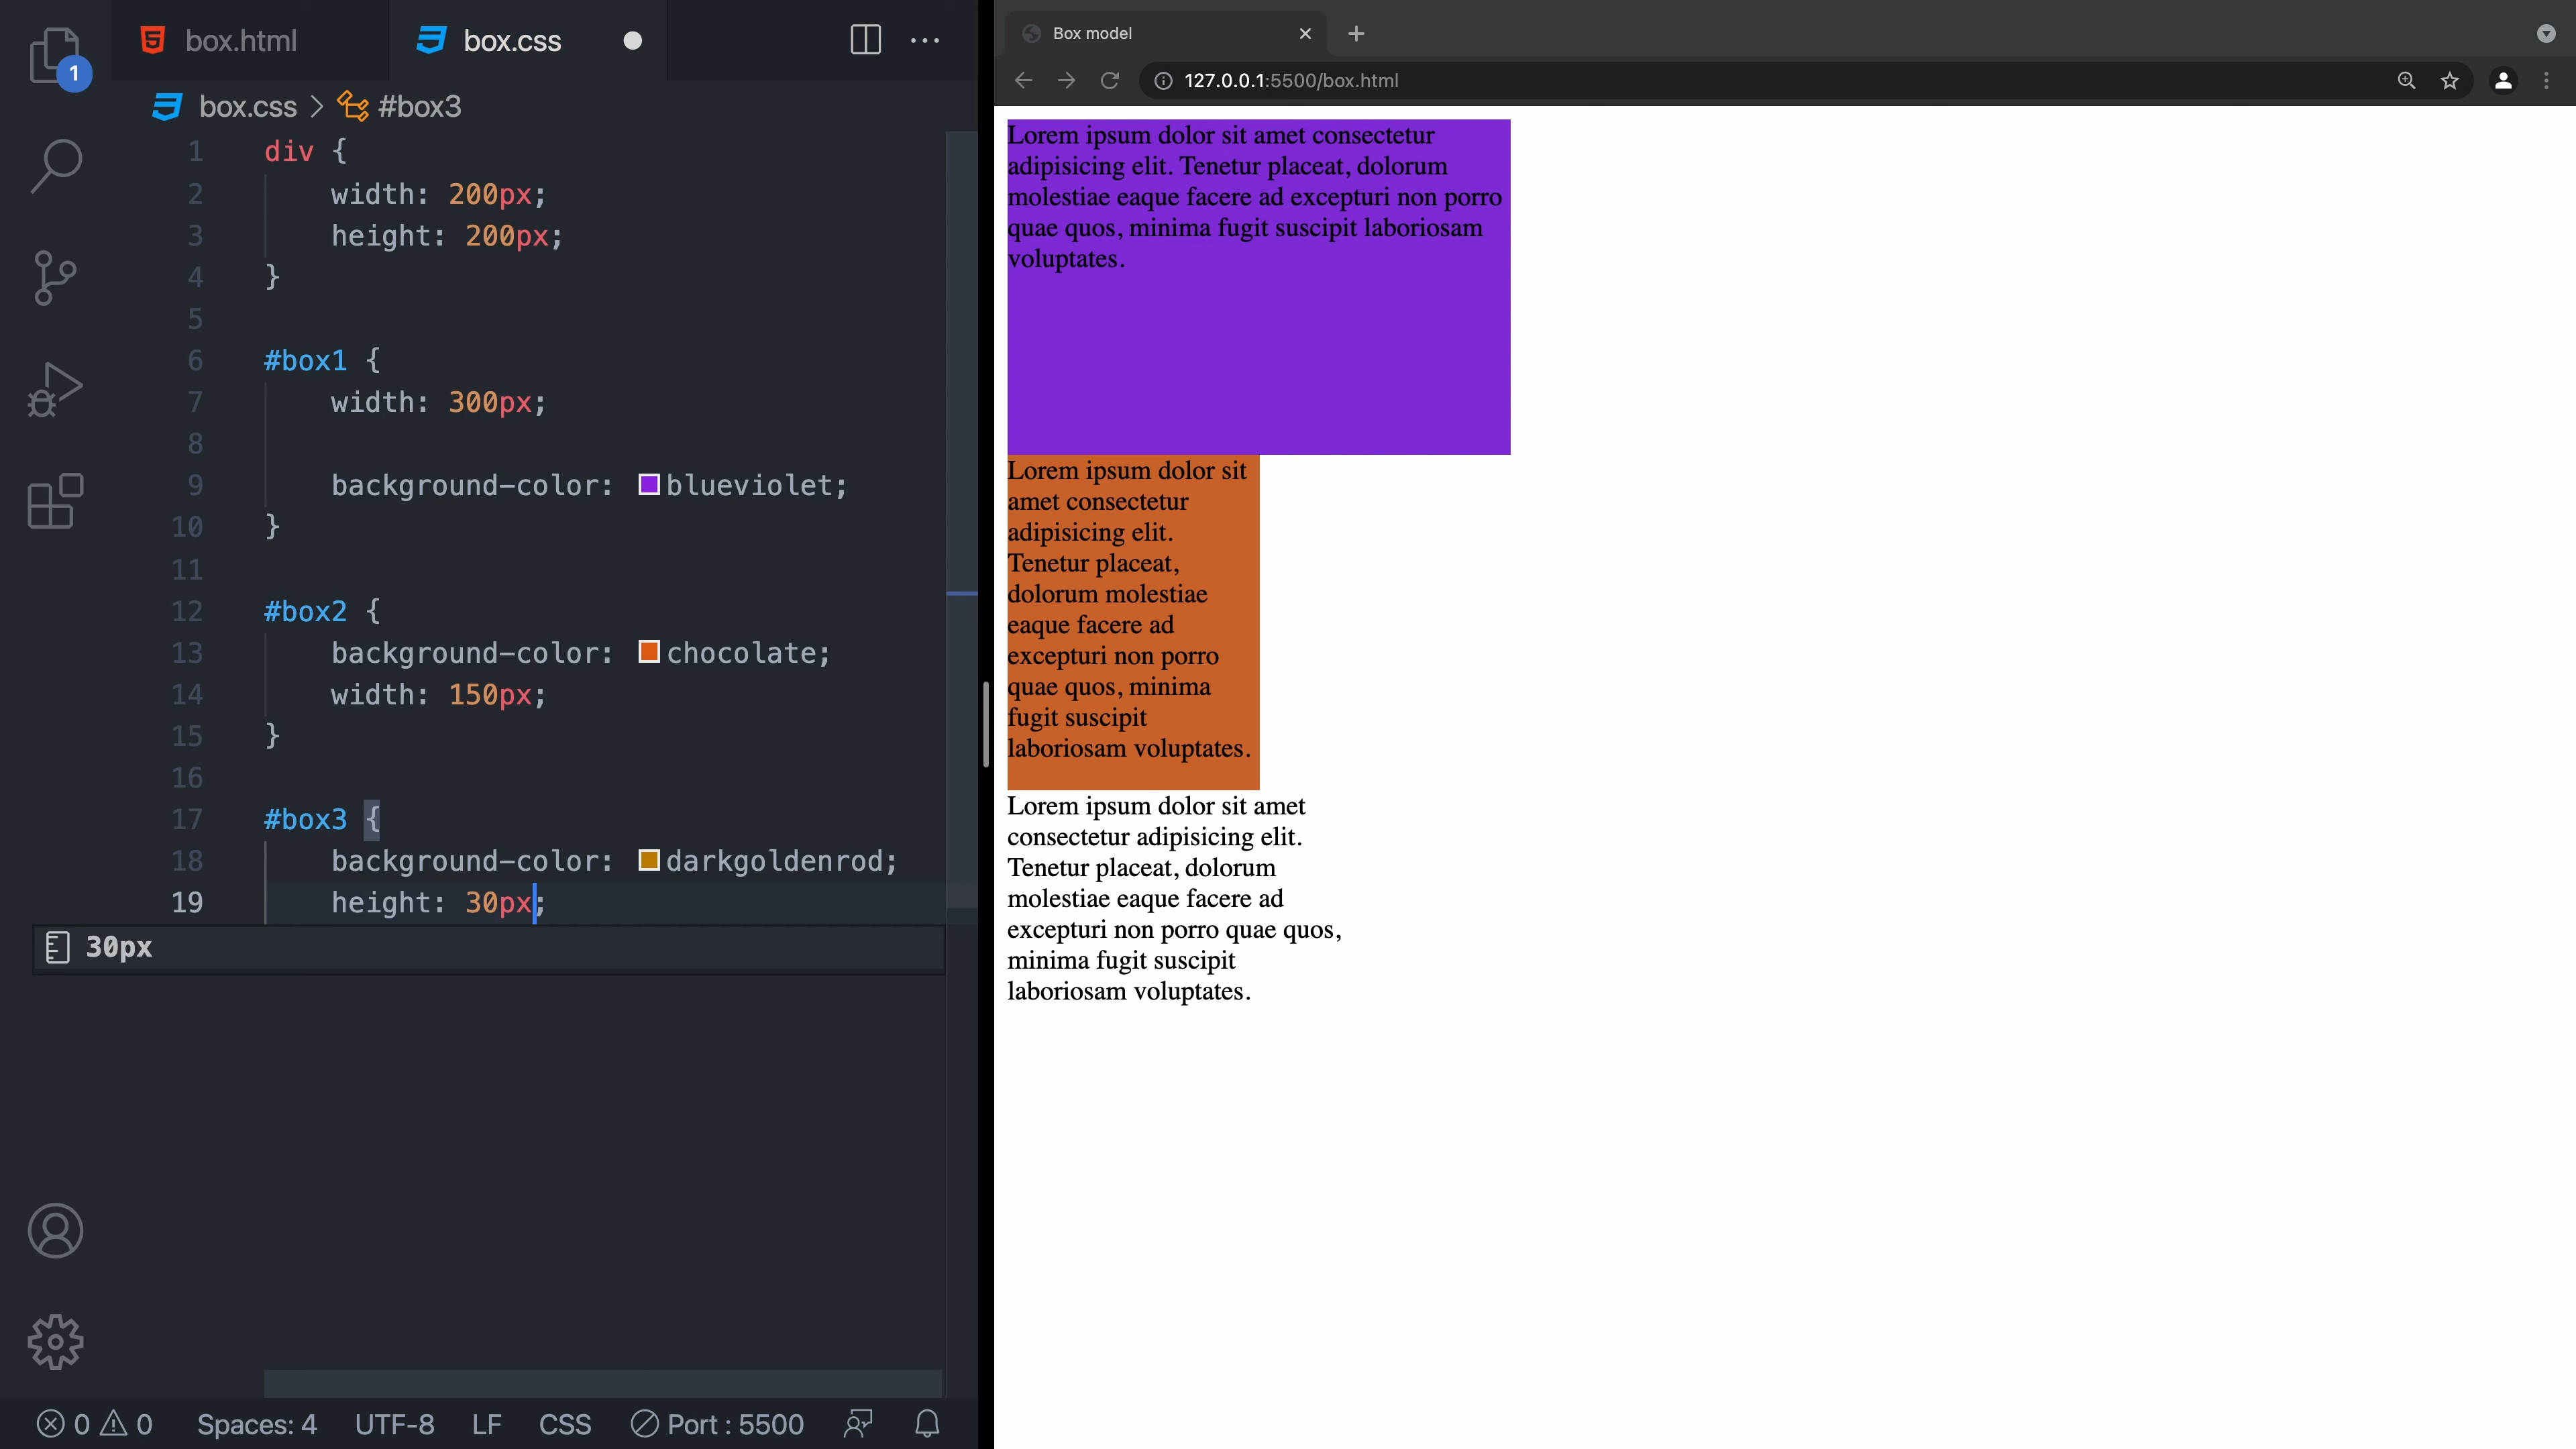 1
box.html
box.css
box.css > #box3
1 div {
2 width: 200px;
3 height: 200px;
4 }
5
6 #box1 {
7 width: 300px;
8
9 background-color: blueviolet;
10 }
11
12 #box2 {
13 background-color: chocolate;
14 width: 150px;
15 }
16
17 #box3 {
18 background-color: darkgoldenrod;
19 height: 30px;
30px
0 0 Spaces: 4 UTF-8 LF CSS Port : 5500
Box model
127.0.0.1:5500/box.html
Lorem ipsum dolor sit amet consectetur
adipisicing elit. Tenetur placeat, dolorum
molestiae eaque facere ad excepturi non porro
quae quos, minima fugit suscipit laboriosam
voluptates.
Lorem ipsum dolor sit
amet consectetur
adipisicing elit.
Tenetur placeat,
dolorum molestiae
eaque facere ad
excepturi non porro
quae quos, minima
fugit suscipit
laboriosam voluptates.
Lorem ipsum dolor sit amet
consectetur adipisicing elit.
Tenetur placeat, dolorum
molestiae eaque facere ad
excepturi non porro quae quos,
minima fugit suscipit
laboriosam voluptates.